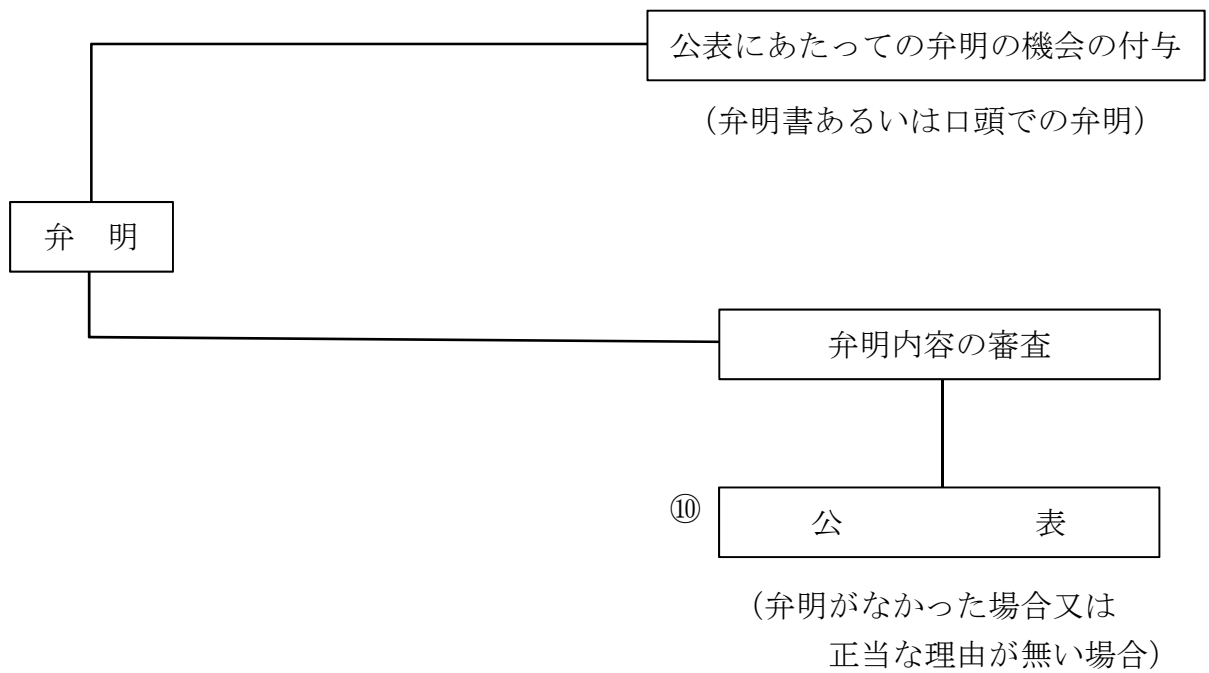 公表にあたっての弁明の機会の付与
（弁明書あるいは口頭での弁明）
弁　明
弁明内容の審査
⑩
公　　　　　表
（弁明がなかった場合又は
正当な理由が無い場合）